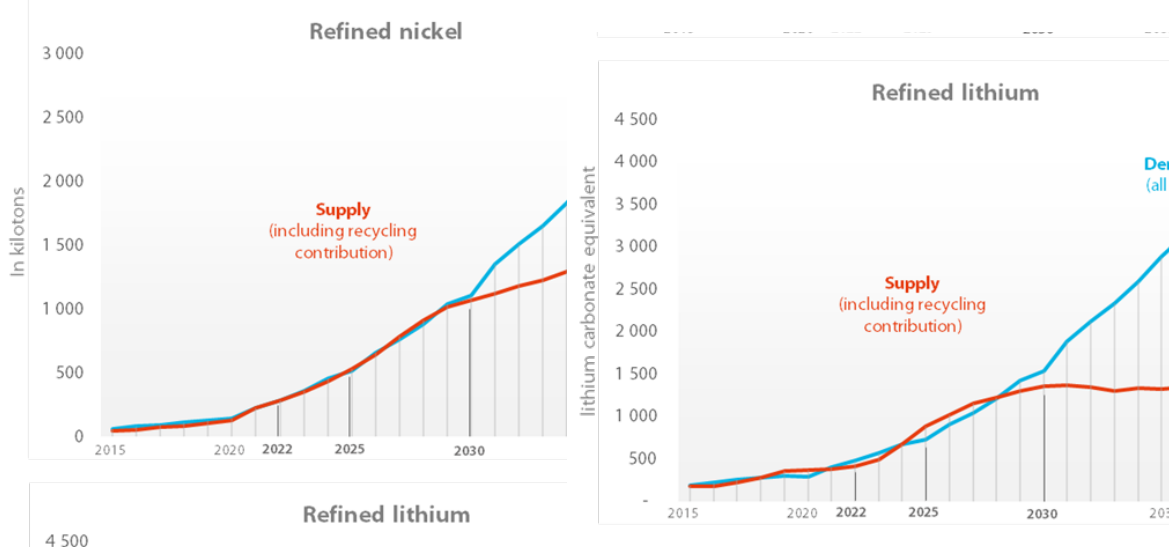 Refined nickel
3 000
2 500
2 000
1 500
1 000
500
0
In kilotons
Supply
(including recycling
contribution)
2015
2020
2022
2025
2030
Refined lithium
4 500
Refined lithium
4 500
4 000
3 500
3 000
2 500
2 000
1 500
1 000
500
-
lithium carbonate equivalent
(all
Supply
(including recycling
contribution)
2015
2020
2022
2025
2030